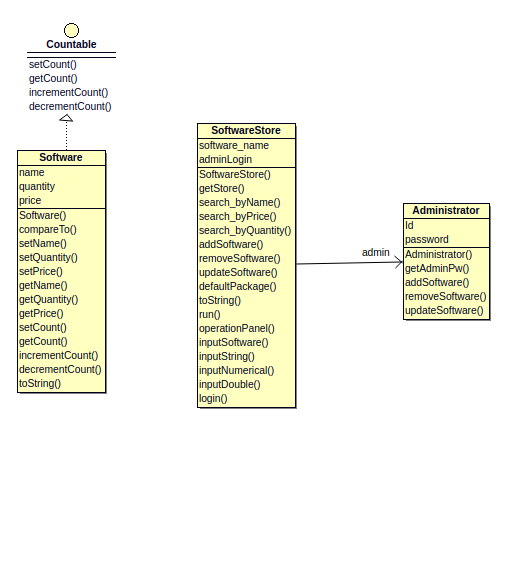 Countable
setCount()
getCount()
incrementCount()
decrementCount()
Software
name
quantity
price
Software()
compareTo()
setName()
setQuantity()
setPrice()
getName()
getQuantity()
getPrice()
setCount()
getCount()
incrementCount()
decrementCount()
toString()
SoftwareStore
software_name
adminLogin
SoftwareStore()
getStore()
search_byName()
search_byPrice()
search_byQuantity()
addSoftware()
removeSoftware()
updateSoftware()
defaultPackage()
toString()
run()
operationPanel()
inputSoftware()
inputString()
inputNumerical()
inputDouble()
login()
admin
Administrator
Id
password
Administrator()
getAdminPw()
addSoftware()
removeSoftware()
updateSoftware()